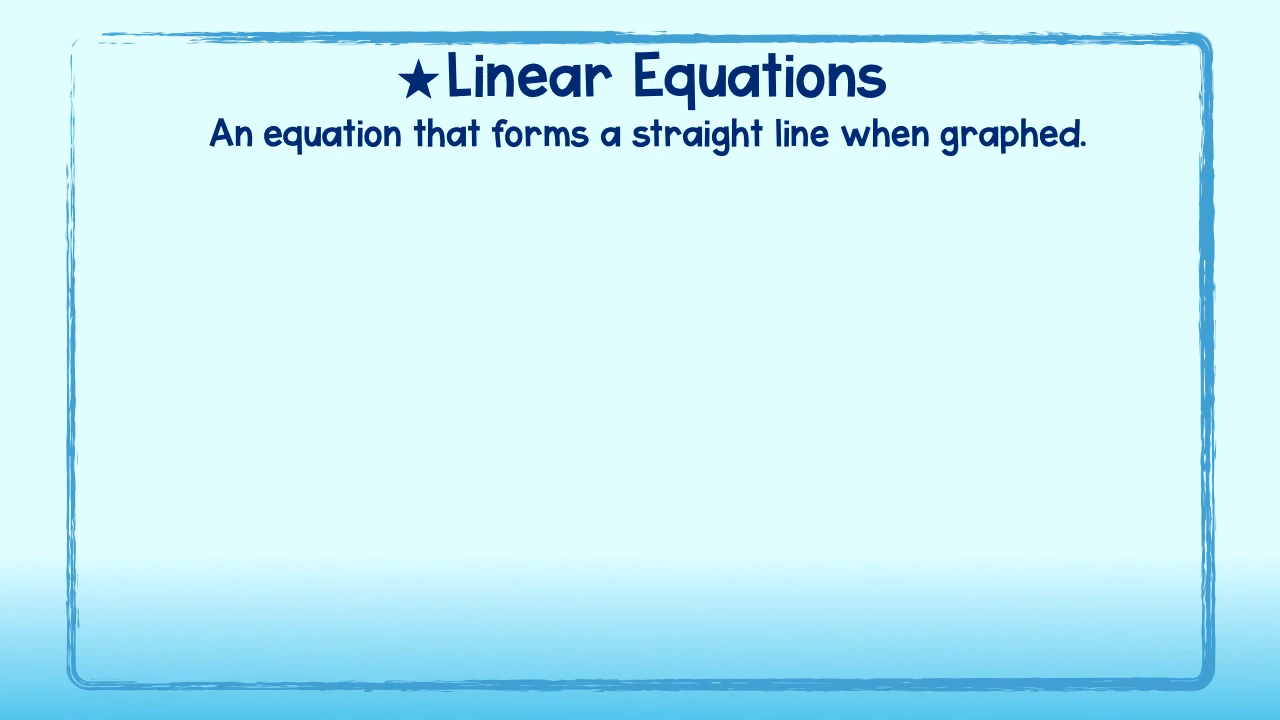 ★Linear Equations
An equation that forms a straight line when graphed.